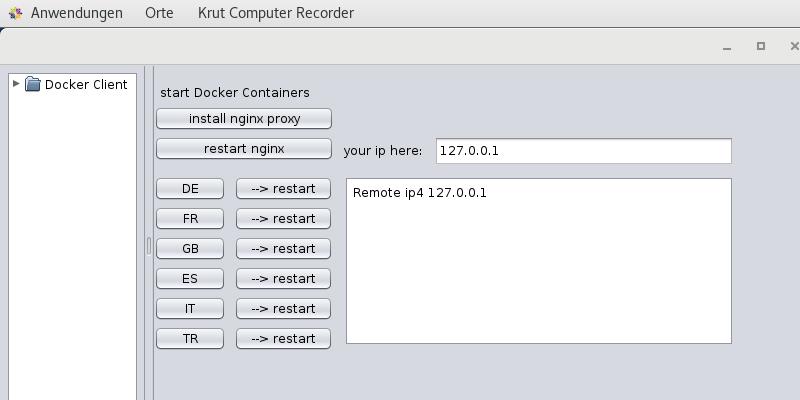 Anwendungen Orte Krut Computer Recorder
Docker Client
start Docker Containers
install nginx proxy
restart nginx your ip here: 127.0.0.1
DE --> restart
Remote ip4 127.0.0.1
FR --> restart
GB --> restart
ES --> restart
IT --> restart
TR --> restart